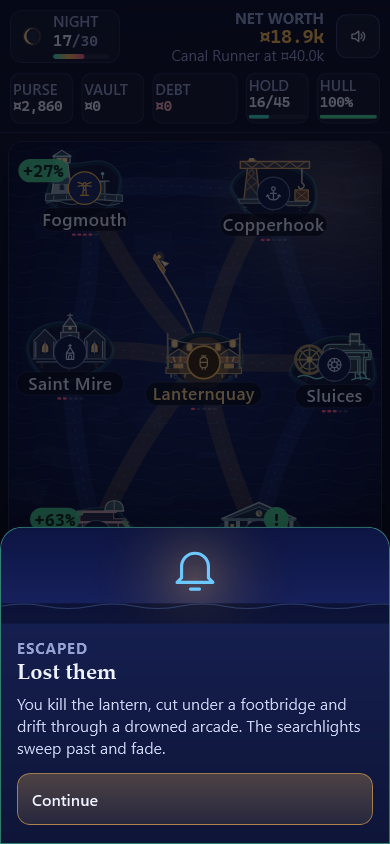 NIGHT
17/30
NET WORTH
¤18.9k
Canal Runner at ¤40.0k
PURSE
¤2,860
VAULT
¤0
DEBT
¤0
HOLD
16/45
HULL
100%
+27%
Fogmouth
Copperhook
Saint Mire
Lanternquay
Sluices
+63%
!
ESCAPED
Lost them
You kill the lantern, cut under a footbridge and
drift through a drowned arcade. The searchlights
sweep past and fade.
Continue